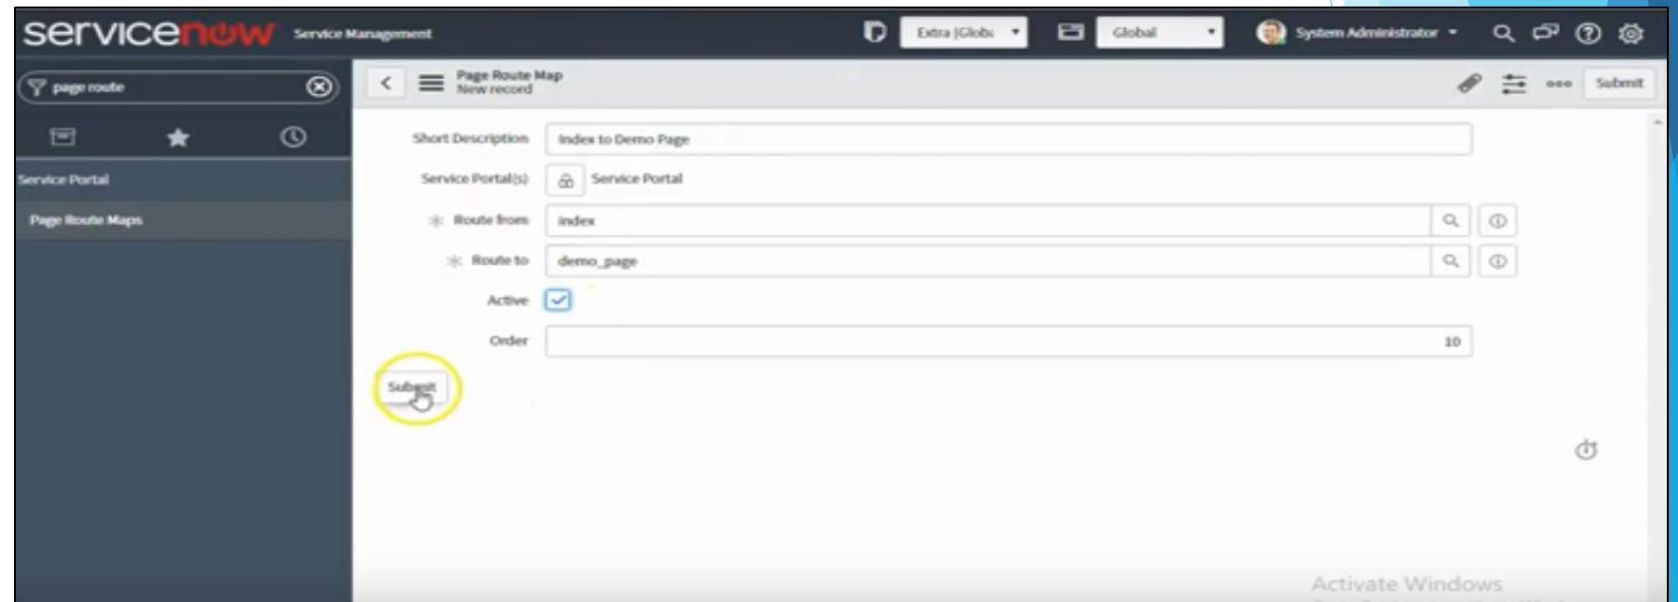 servicenow Service Management
Extra |Globa
Global
System Administrator
page route
Page Route Map
New record
Submit
Short Description Index to Demo Page
Service Portal
Service Portal(s) Service Portal
Page Route Maps
Route from index
Route to demo_page
Active
Order 10
Submit
Activate Windows